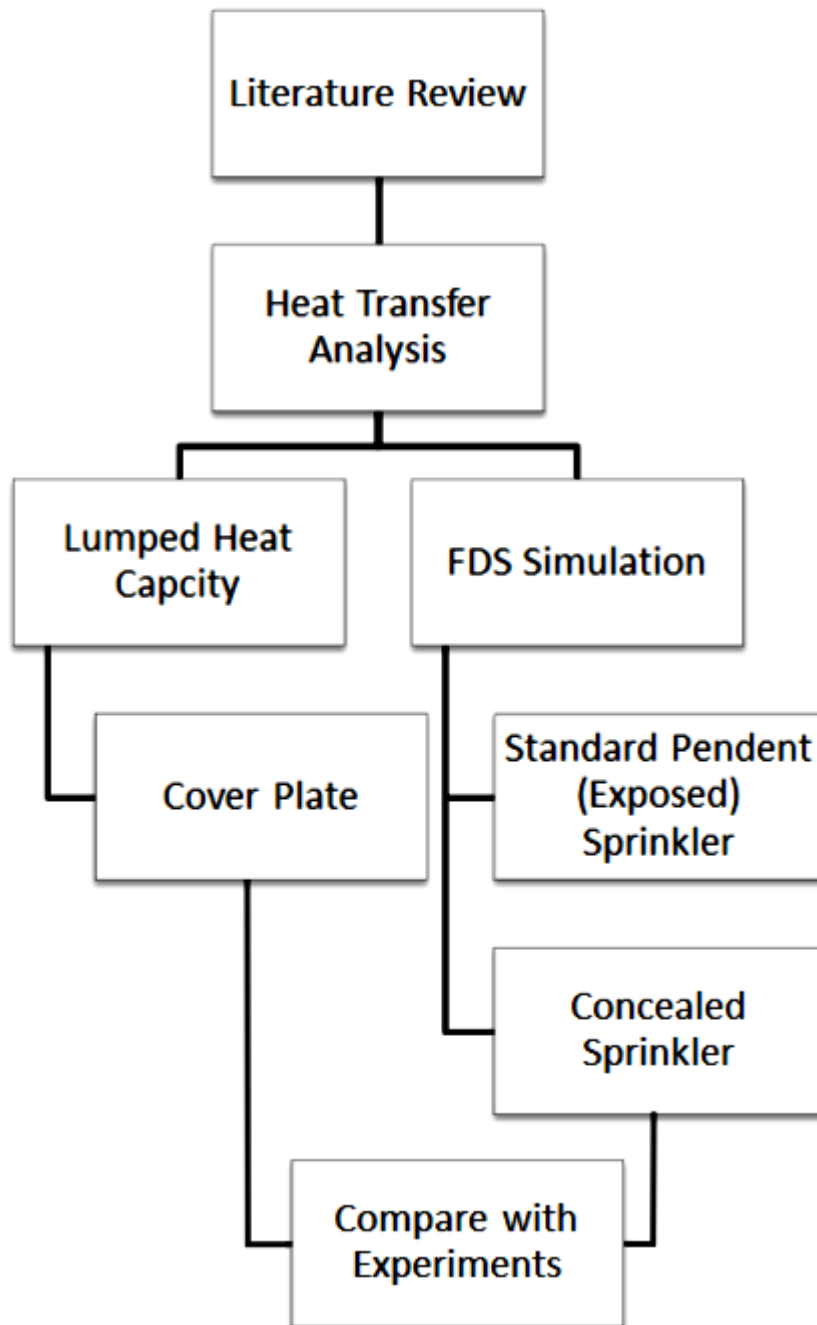 Literature Review
Heat Transfer
Analysis
Lumped Heat
Capcity
FDS Simulation
Cover Plate
Standard Pendent
(Exposed)
Sprinkler
Concealed
Sprinkler
Compare with
Experiments